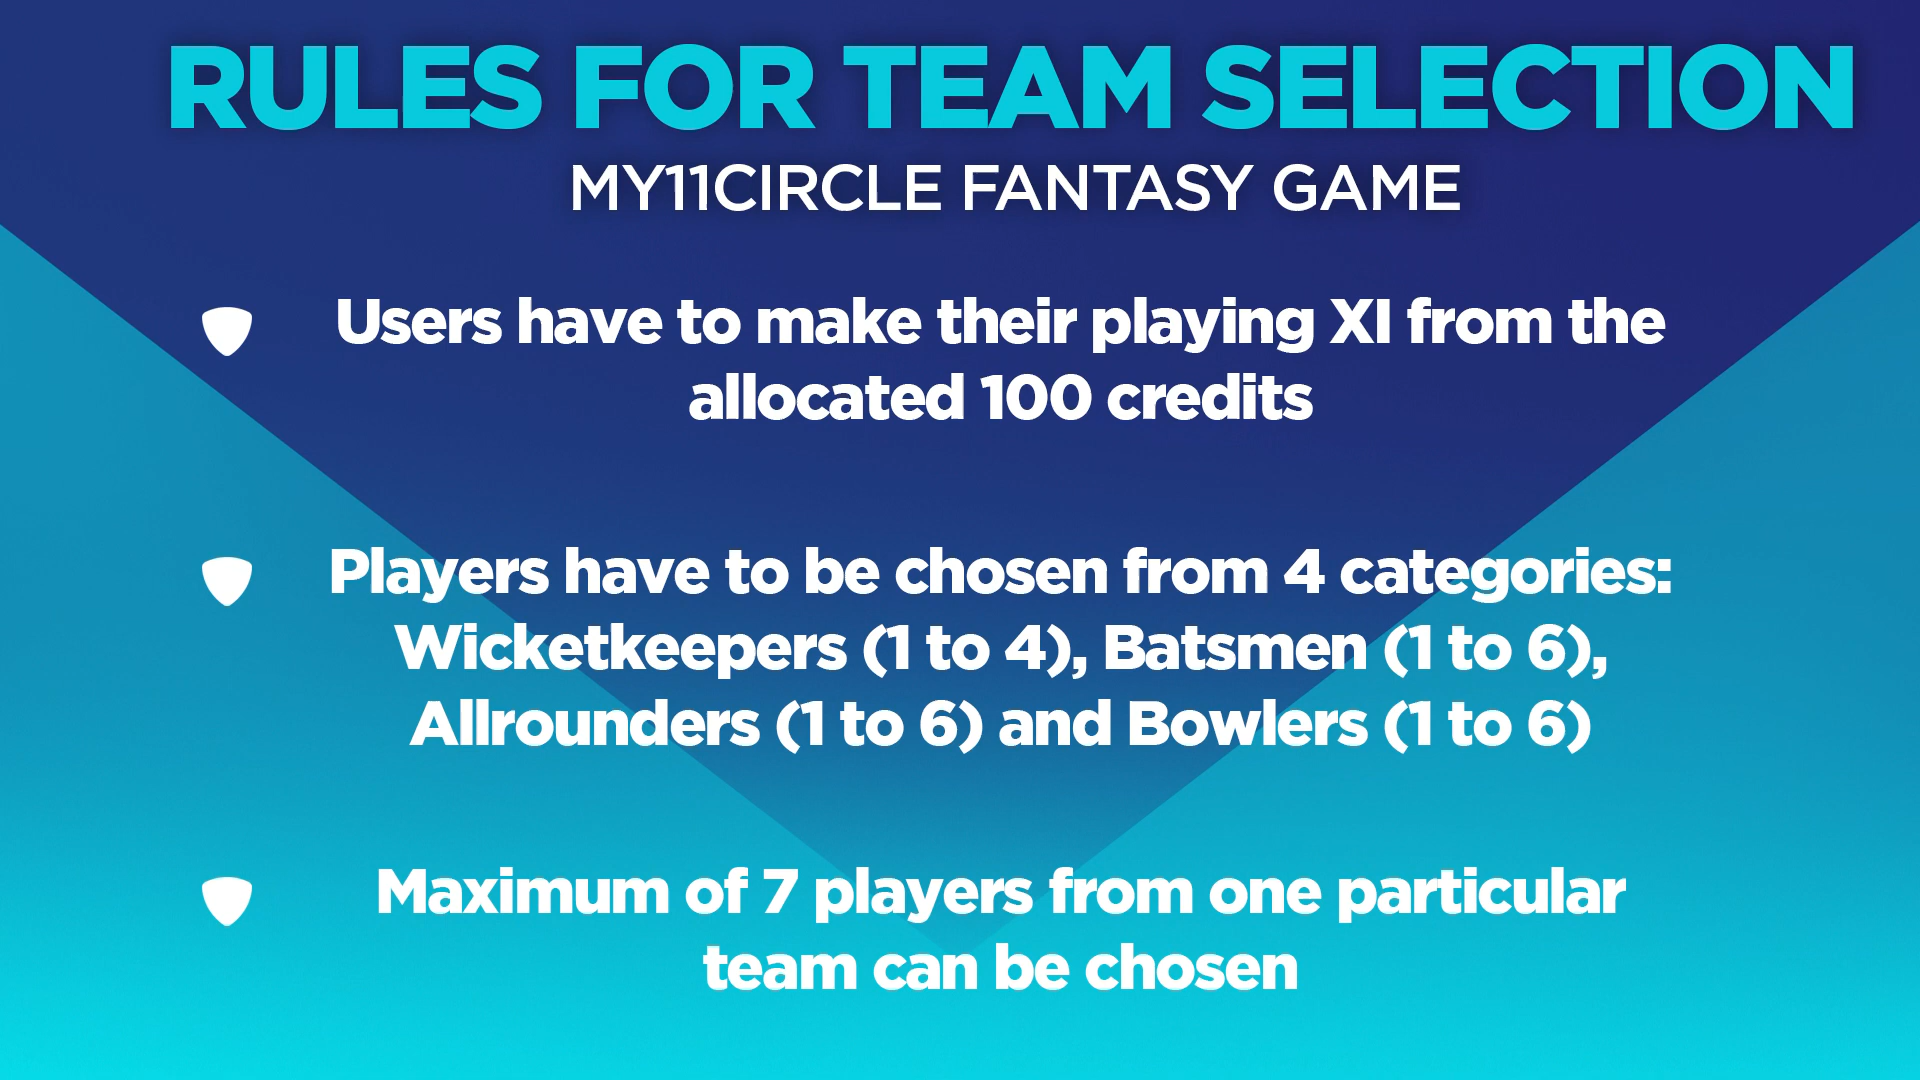 RULES FOR TEAM SELECTION
MY11CIRCLE FANTASY GAME
Users have to make their playing XI from the
allocated 100 credits
Players have to be chosen from 4 categories:
Wicketkeepers (1 to 4), Batsmen (1 to 6),
Allrounders (1 to 6) and Bowlers (1 to 6)
Maximum of 7 players from one particular
team can be chosen